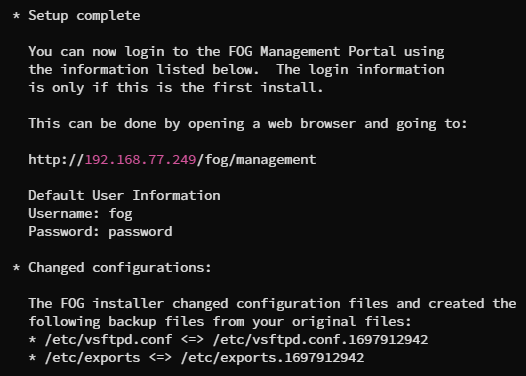 * Setup complete
You can now login to the FOG Management Portal using
the information listed below.  The login information
is only if this is the first install.
This can be done by opening a web browser and going to:
http://192.168.77.249/fog/management
Default User Information
Username: fog
Password: password
* Changed configurations:
The FOG installer changed configuration files and created the
following backup files from your original files:
* /etc/vsftpd.conf <=> /etc/vsftpd.conf.1697912942
* /etc/exports <=> /etc/exports.1697912942